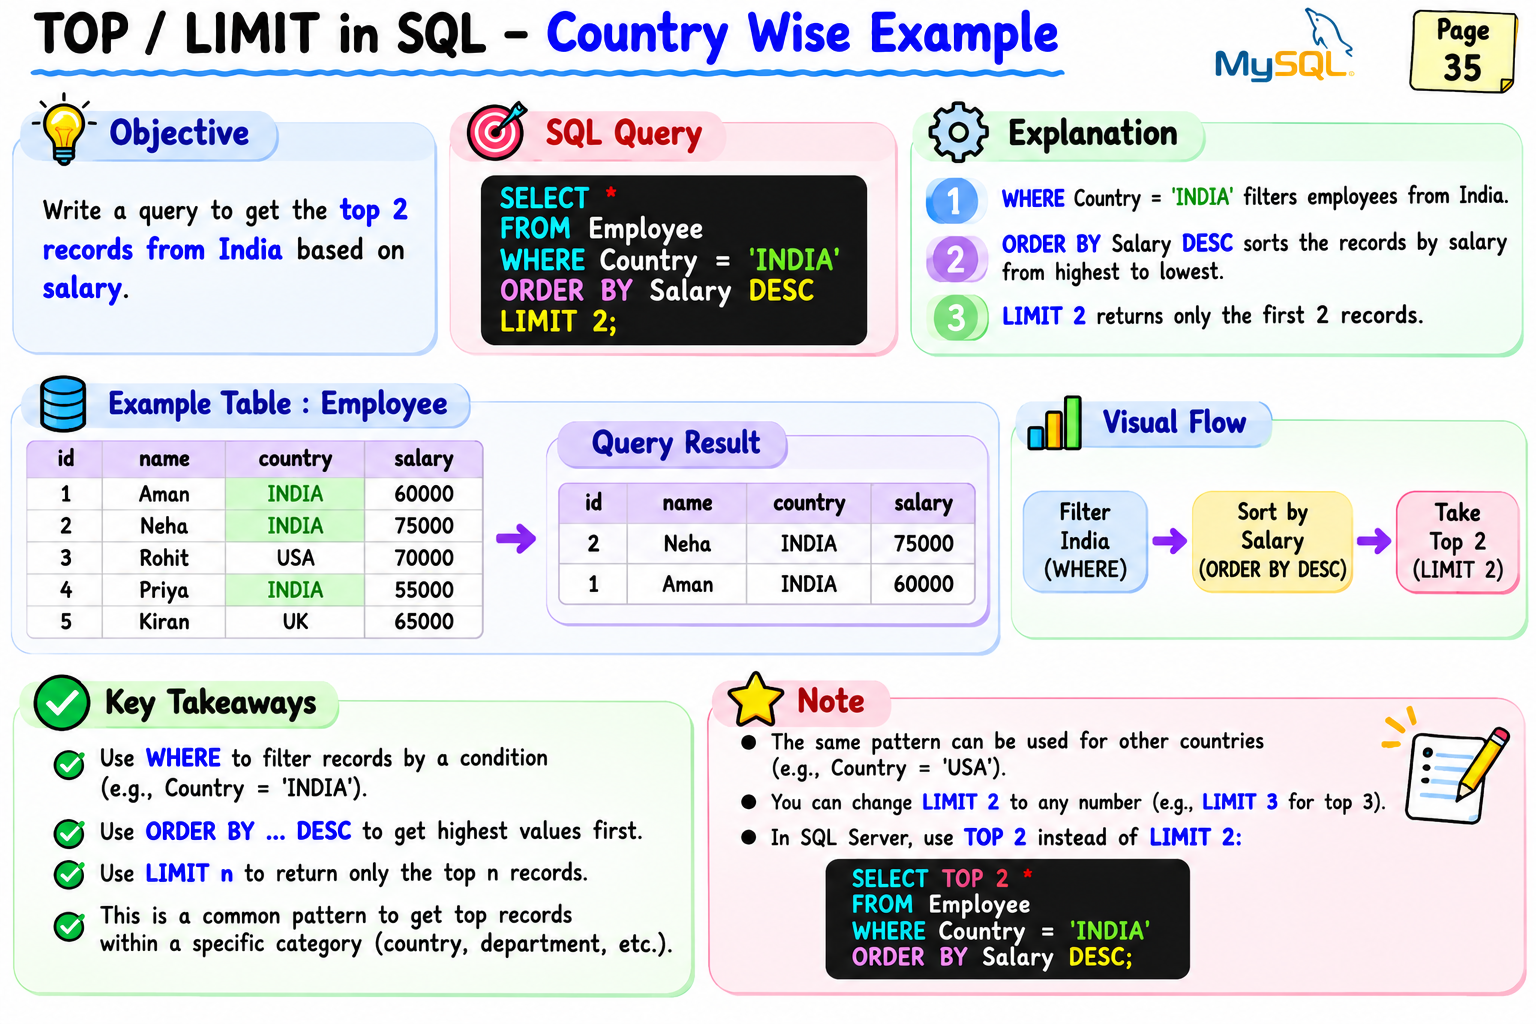 TOP / LIMIT in SQL – Country Wise Example
MySQL
Page
35
Objective
Write a query to get the top 2
records from India based on
salary.
SQL Query
SELECT *
FROM Employee
WHERE Country = 'INDIA'
ORDER BY Salary DESC
LIMIT 2;
Explanation
1 WHERE Country = 'INDIA' filters employees from India.
2 ORDER BY Salary DESC sorts the records by salary
from highest to lowest.
3 LIMIT 2 returns only the first 2 records.
Example Table : Employee
id name country salary
1 Aman INDIA 60000
2 Neha INDIA 75000
3 Rohit USA 70000
4 Priya INDIA 55000
5 Kiran UK 65000
Query Result
id name country salary
2 Neha INDIA 75000
1 Aman INDIA 60000
Visual Flow
Filter
India
(WHERE)
Sort by
Salary
(ORDER BY DESC)
Take
Top 2
(LIMIT 2)
Key Takeaways
Use WHERE to filter records by a condition
(e.g., Country = 'INDIA').
Use ORDER BY ... DESC to get highest values first.
Use LIMIT n to return only the top n records.
This is a common pattern to get top records
within a specific category (country, department, etc.).
Note
The same pattern can be used for other countries
(e.g., Country = 'USA').
You can change LIMIT 2 to any number (e.g., LIMIT 3 for top 3).
In SQL Server, use TOP 2 instead of LIMIT 2:
SELECT TOP 2 *
FROM Employee
WHERE Country = 'INDIA'
ORDER BY Salary DESC;